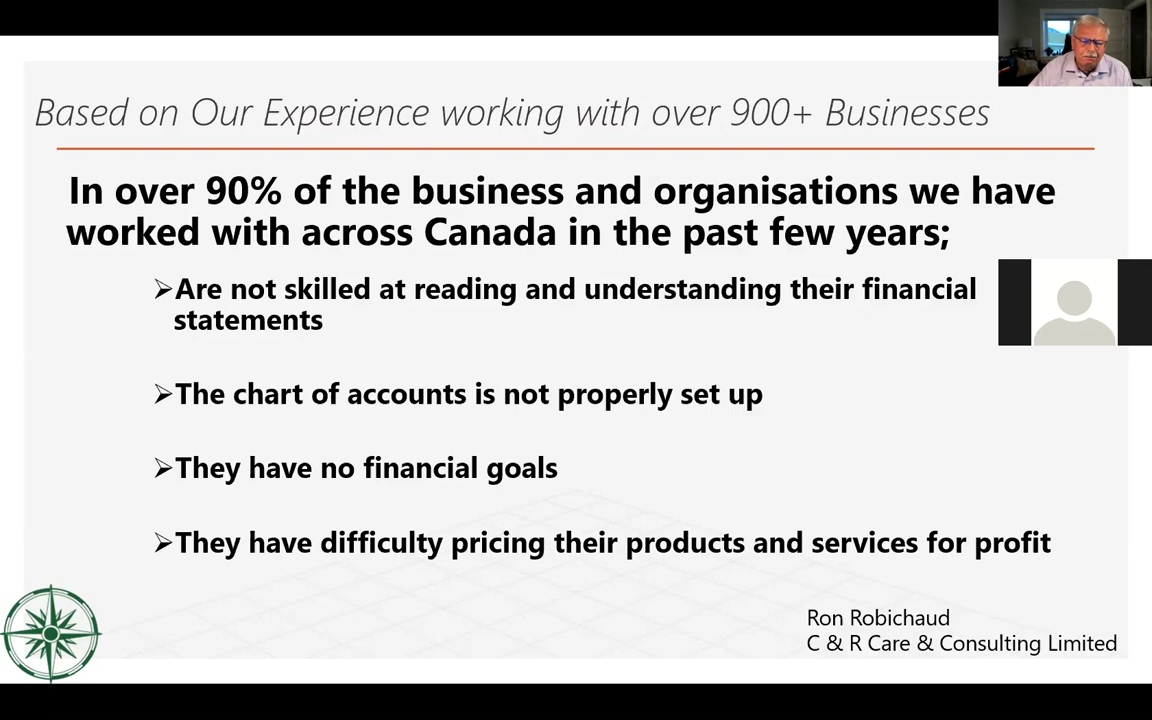 Based on Our Experience working with over 900+ Businesses
In over 90% of the business and organisations we have
worked with across Canada in the past few years;
➢Are not skilled at reading and understanding their financial
statements
➢The chart of accounts is not properly set up
➢They have no financial goals
➢They have difficulty pricing their products and services for profit
Ron Robichaud
C & R Care & Consulting Limited